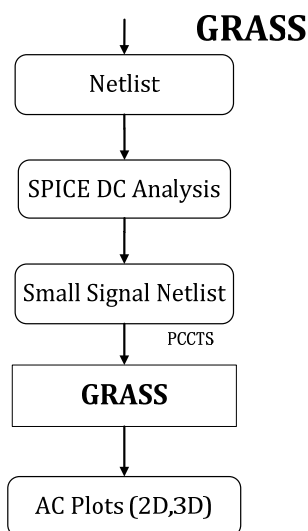 GRASS
Netlist
SPICE DC Analysis
Small Signal Netlist
PCCTS
GRASS
AC Plots (2D,3D)